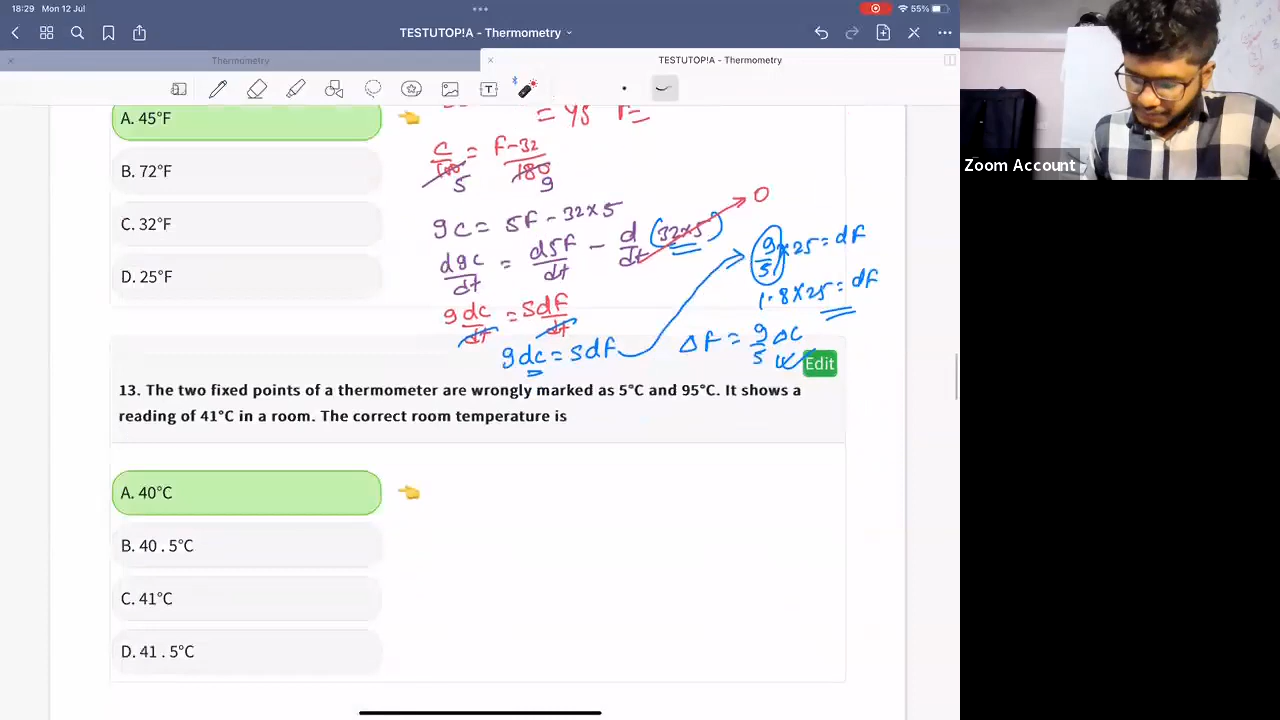 18:29 Mon 12 Jul
55%
TESTUTOP!A - Thermometry
Thermometry
TESTUTOP!A - Thermometry
A. 45°F
= 45 F
C/100 = F-32/180
5 9
B. 72°F
C. 32°F
D. 25°F
9C = 5F - 32×5
d9C/dt = d5F/dt - d/dt (32×5) 0
9 dC/dt = 5dF/dt
9dC = 5dF
9/5 × 25 = dF
1.8×25 = dF
ΔF = 9/5 ΔC
Edit
13. The two fixed points of a thermometer are wrongly marked as 5°C and 95°C. It shows a
reading of 41°C in a room. The correct room temperature is
A. 40°C
B. 40 . 5°C
C. 41°C
D. 41 . 5°C
Zoom Account